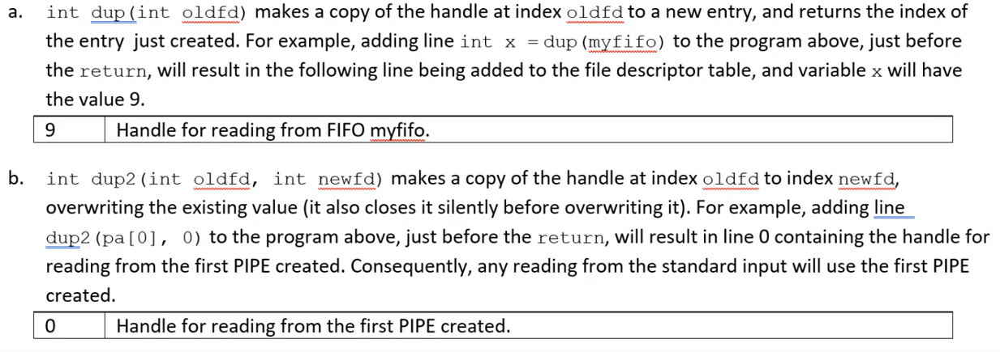 a. int dup(int oldfd) makes a copy of the handle at index oldfd to a new entry, and returns the index of
the entry just created. For example, adding line int x = dup(myfifo) to the program above, just before
the return, will result in the following line being added to the file descriptor table, and variable x will have
the value 9.
9 Handle for reading from FIFO myfifo.
b. int dup2(int oldfd, int newfd) makes a copy of the handle at index oldfd to index newfd,
overwriting the existing value (it also closes it silently before overwriting it). For example, adding line
dup2(pa[0], 0) to the program above, just before the return, will result in line 0 containing the handle for
reading from the first PIPE created. Consequently, any reading from the standard input will use the first PIPE
created.
0 Handle for reading from the first PIPE created.